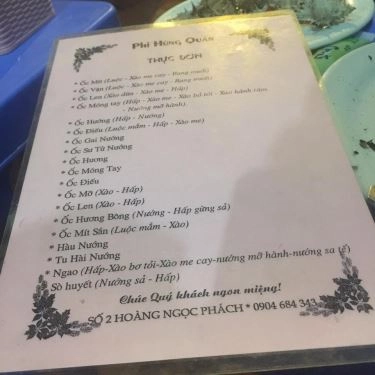 Phi Hùng Quán
THỰC ĐƠN
* Ốc Mít (Luộc - Xào me cay - Rang muối)
* Ốc Vặn (Luộc - Xào me cay - Rang muối)
* Ốc Len (Xào dừa - Xào me - Hấp)
* Ốc Móng tay (Hấp - Xào me - Xào bơ tỏi - Xào hành răm
- Nướng mỡ hành)
* Ốc Hương (Hấp - Nướng)
* Ốc Điếu (Luộc mắm - Xào me)
* Ốc Gai Nướng
* Ốc Sư Tử Nướng
* Ốc Hương
* Ốc Móng Tay
* Ốc Điếu
* Ốc Mỡ (Xào - Hấp)
* Ốc Len (Xào - Hấp)
* Ốc Hương Bông (Nướng - Hấp gừng sả)
* Ốc Mít Sần (Luộc mắm - Xào)
* Hàu Nướng
* Tu Hài Nướng
* Ngao (Hấp-Xào bơ tỏi-Xào me cay-nướng mỡ hành-nướng sa tế)
Sò huyết (Nướng sả - Hấp)
Chúc Quý khách ngon miệng!
SỐ 2 HOÀNG NGỌC PHÁCH * 0904 684 343